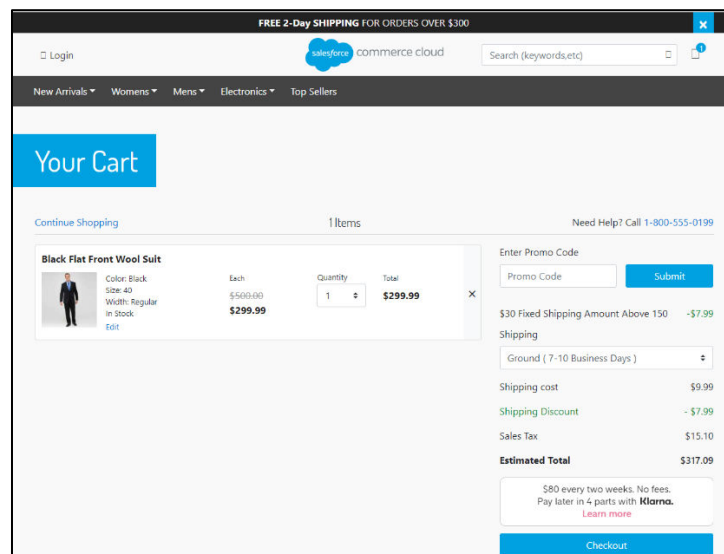 FREE 2-Day SHIPPING FOR ORDERS OVER $300
×
Login
salesforce commerce cloud
Search (keywords,etc)
1
New Arrivals
Womens
Mens
Electronics
Top Sellers
Your Cart
Continue Shopping
1 Items
Need Help? Call 1-800-555-0199
Black Flat Front Wool Suit
Color: Black
Size: 40
Width: Regular
In Stock
Edit
Each
$500.00
$299.99
Quantity
1
Total
$299.99
×
Enter Promo Code
Promo Code
Submit
$30 Fixed Shipping Amount Above 150 -$7.99
Shipping
Ground ( 7-10 Business Days )
Shipping cost $9.99
Shipping Discount - $7.99
Sales Tax $15.10
Estimated Total $317.09
$80 every two weeks. No fees.
Pay later in 4 parts with Klarna.
Learn more
Checkout